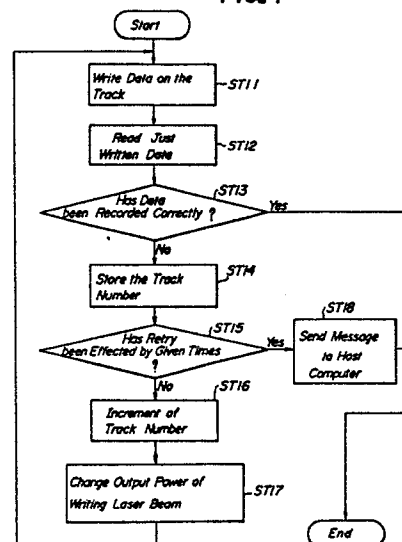 Start
Write Data on the
Track
ST11
Read Just
Written Date
ST12
Has Data
been Recorded Correctly ?
ST13
Yes
No
Store the Track
Number
ST14
Has Retry
been Effected by Given Times
?
ST15
Yes
Send Message
to Host
Computer
ST18
No
Increment of
Track Number
ST16
Change Output Power of
Writing Laser Beam
ST17
End